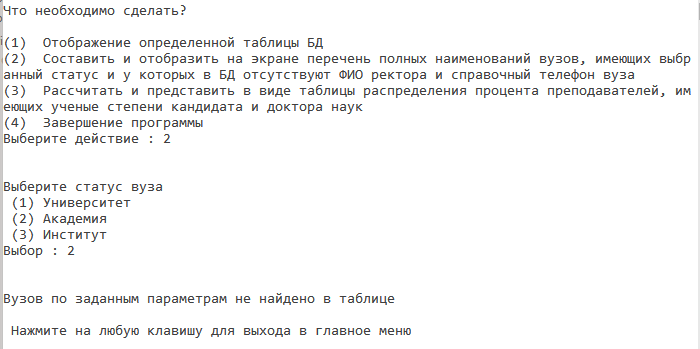 Что необходимо сделать?
(1)  Отображение определенной таблицы БД
(2)  Составить и отобразить на экране перечень полных наименований вузов, имеющих выбр
анный статус и у которых в БД отсутствуют ФИО ректора и справочный телефон вуза
(3)  Рассчитать и представить в виде таблицы распределения процента преподавателей, им
еющих ученые степени кандидата и доктора наук
(4)  Завершение программы
Выберите действие : 2
Выберите статус вуза
(1) Университет
(2) Академия
(3) Институт
Выбор : 2
Вузов по заданным параметрам не найдено в таблице
Нажмите на любую клавишу для выхода в главное меню